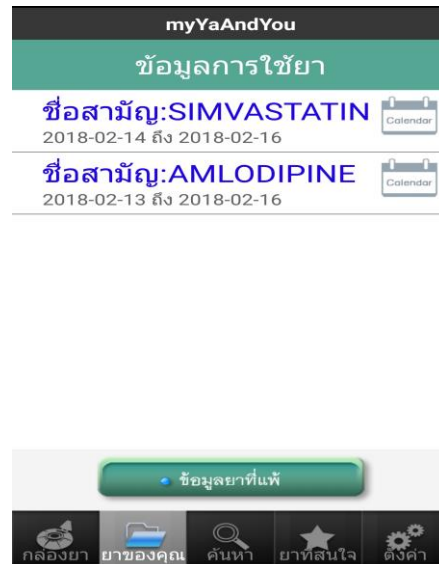 myYaAndYou
ข้อมูลการใช้ยา
ชื่อสามัญ:SIMVASTATIN
Calendar
2018-02-14 ถึง 2018-02-16
ชื่อสามัญ:AMLODIPINE
Calendar
2018-02-13 ถึง 2018-02-16
ข้อมูลยาที่แพ้
กล่องยา ยาของคุณ ค้นหา ยาที่สนใจ ตั้งค่า